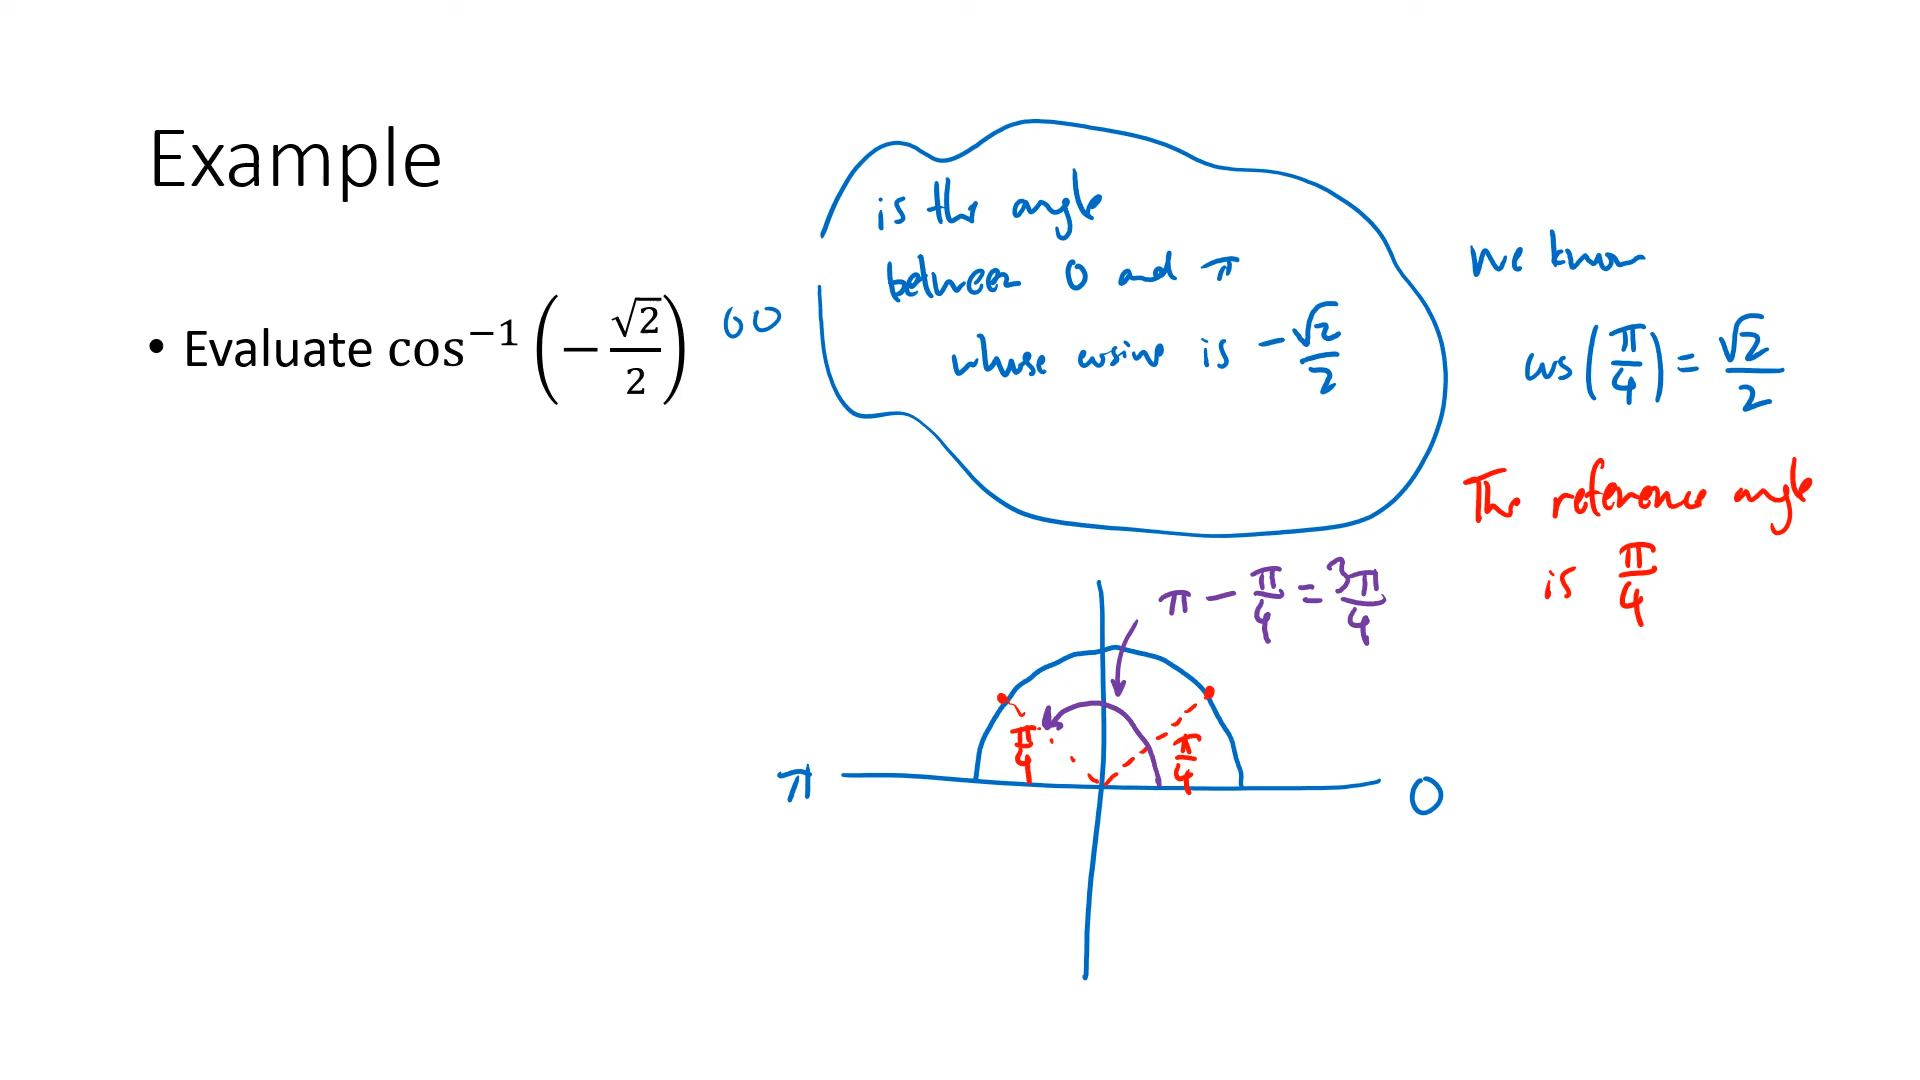 Example
• Evaluate cos⁻¹(−√2/2)
is the angle
between 0 and π
whose cosine is −√2/2
we know
cos(π/4) = √2/2
The reference angle
is π/4
π − π/4 = 3π/4
π/4
π/4
π
0